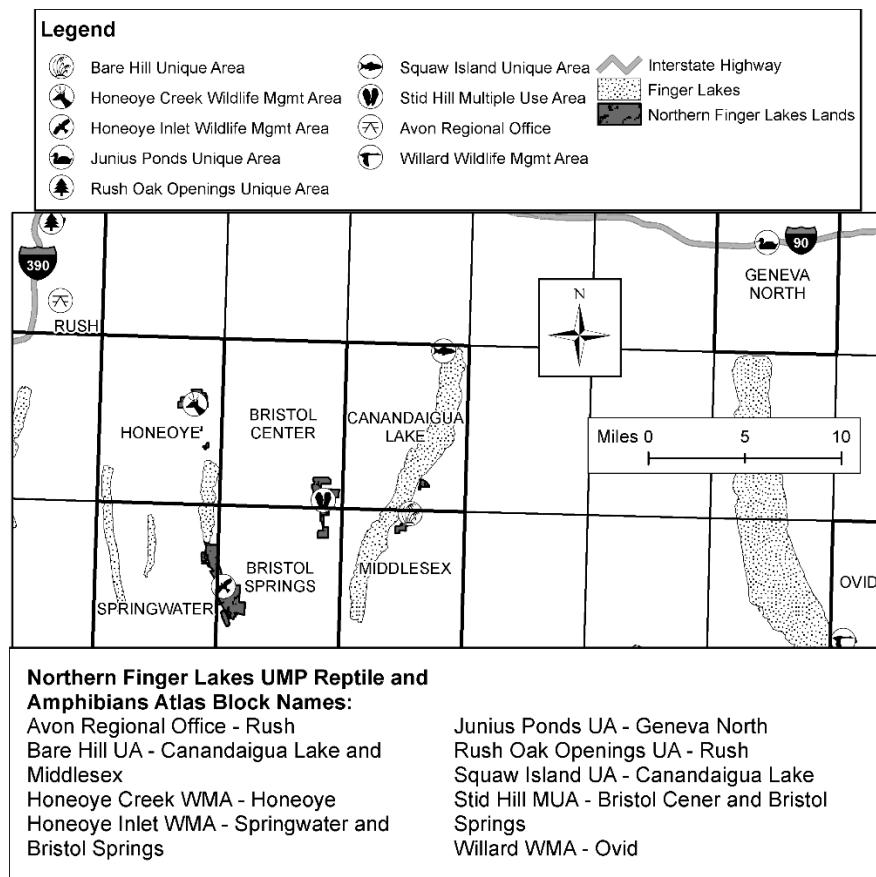 Legend
Bare Hill Unique Area
Honeoye Creek Wildlife Mgmt Area
Honeoye Inlet Wildlife Mgmt Area
Junius Ponds Unique Area
Rush Oak Openings Unique Area
Squaw Island Unique Area
Stid Hill Multiple Use Area
Avon Regional Office
Willard Wildlife Mgmt Area
Interstate Highway
Finger Lakes
Northern Finger Lakes Lands
390
RUSH
90
GENEVA
NORTH
N
HONEOYE
BRISTOL
CENTER
CANANDAIGUA
LAKE
Miles 0 5 10
SPRINGWATER
BRISTOL
SPRINGS
MIDDLESEX
OVID
Northern Finger Lakes UMP Reptile and
Amphibians Atlas Block Names:
Avon Regional Office - Rush
Bare Hill UA - Canandaigua Lake and
Middlesex
Honeoye Creek WMA - Honeoye
Honeoye Inlet WMA - Springwater and
Bristol Springs
Junius Ponds UA - Geneva North
Rush Oak Openings UA - Rush
Squaw Island UA - Canandaigua Lake
Stid Hill MUA - Bristol Cener and Bristol
Springs
Willard WMA - Ovid